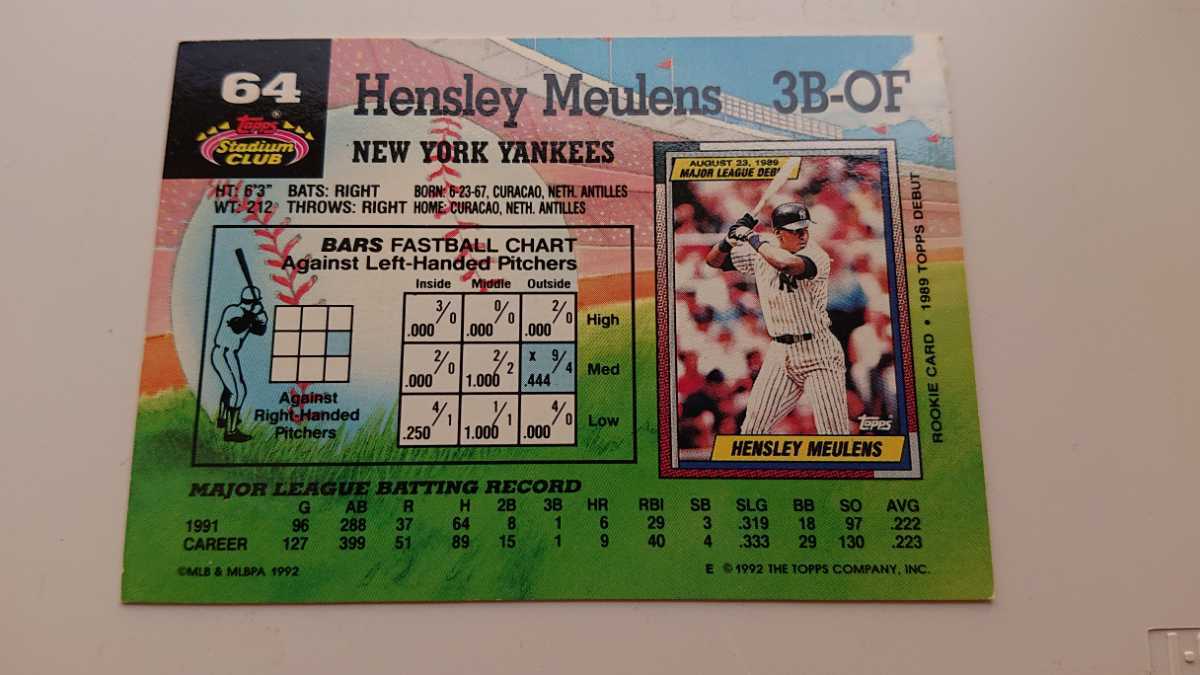 64
Hensley Meulens 3B-OF
Topps®
Stadium
CLUB
NEW YORK YANKEES
HT: 6'3" BATS: RIGHT BORN: 6-23-67, CURACAO, NETH. ANTILLES
WT: 212 THROWS: RIGHT HOME: CURACAO, NETH. ANTILLES
BARS FASTBALL CHART
Against Left-Handed Pitchers
Inside Middle Outside
3/0 0/0 2/0 High
.000 .000 .000
2/0 2/2 x 9/4 Med
.000 1.000 .444
4/1 1/1 4/0 Low
.250 1.000 .000
Against
Right-Handed
Pitchers
AUGUST 23, 1989
MAJOR LEAGUE DEBUT
NY
Topps
HENSLEY MEULENS
ROOKIE CARD • 1989 TOPPS DEBUT
MAJOR LEAGUE BATTING RECORD
G AB R H 2B 3B HR RBI SB SLG BB SO AVG
1991 96 288 37 64 8 1 6 29 3 .319 18 97 .222
CAREER 127 399 51 89 15 1 9 40 4 .333 29 130 .223
©MLB & MLBPA 1992
E ©1992 THE TOPPS COMPANY, INC.